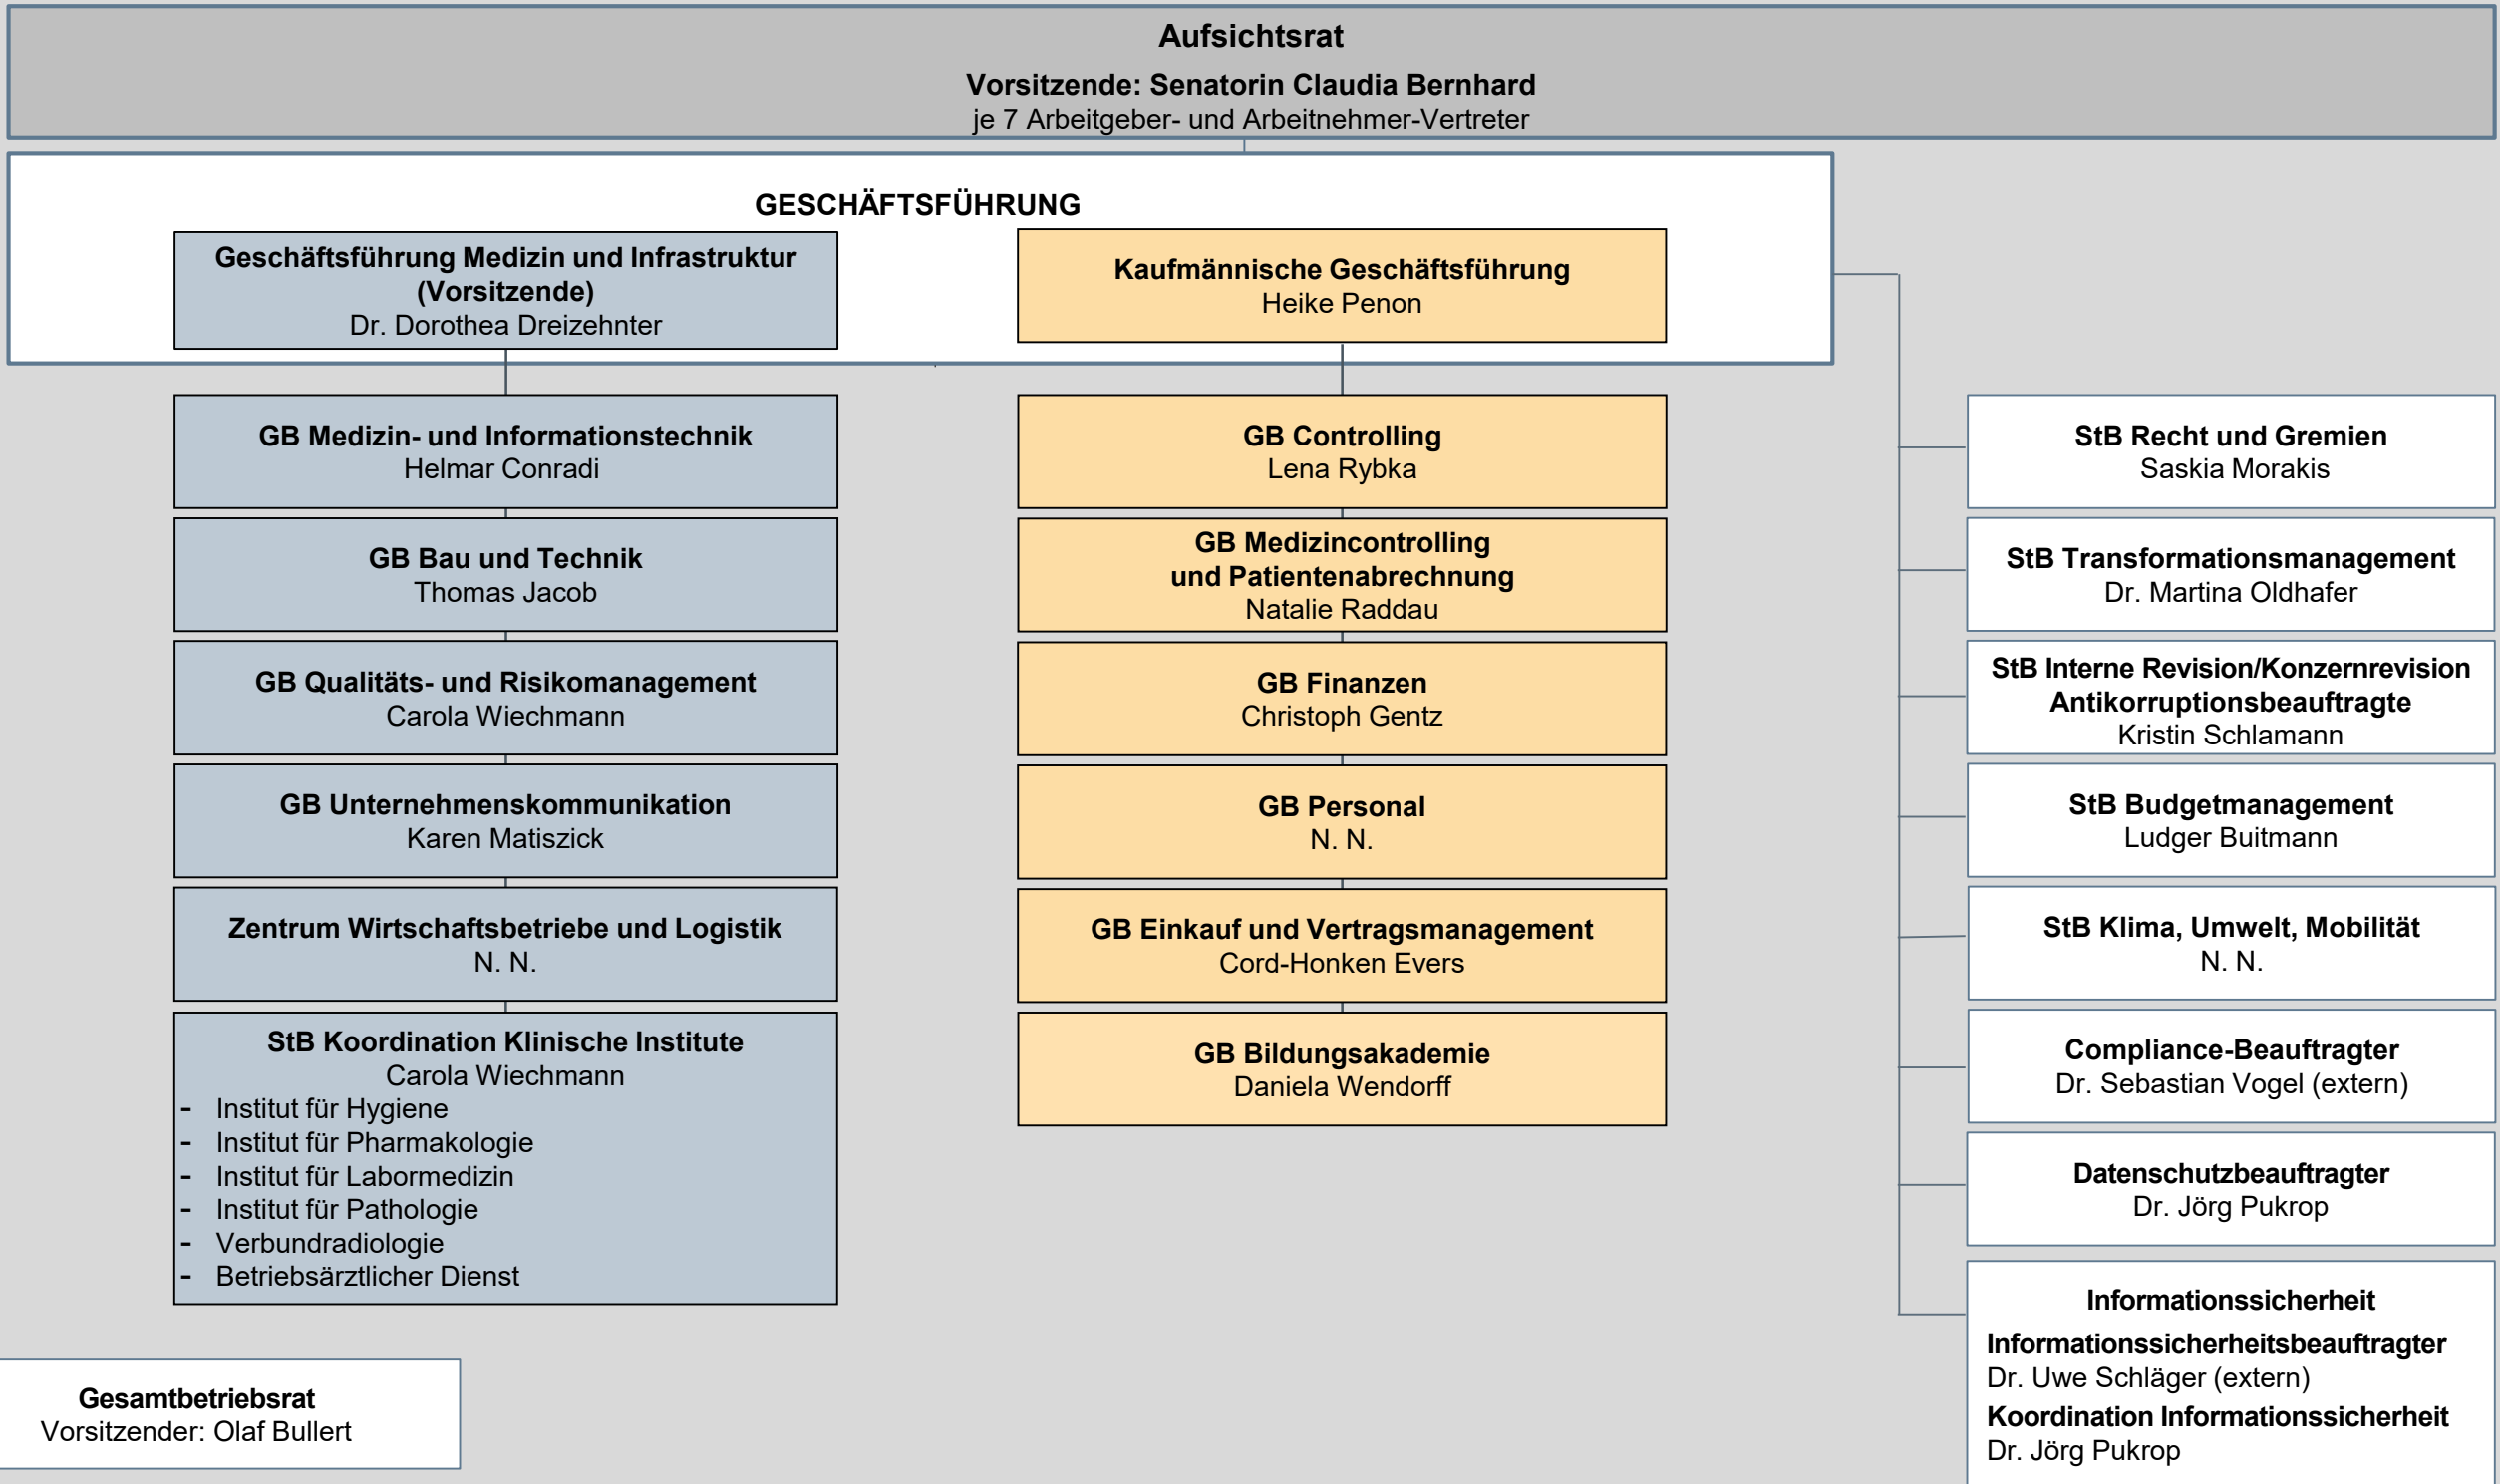 Aufsichtsrat
Vorsitzende: Senatorin Claudia Bernhard
je 7 Arbeitgeber- und Arbeitnehmer-Vertreter
GESCHÄFTSFÜHRUNG
Geschäftsführung Medizin und Infrastruktur
(Vorsitzende)
Dr. Dorothea Dreizehnter
Kaufmännische Geschäftsführung
Heike Penon
GB Medizin- und Informationstechnik
Helmar Conradi
GB Bau und Technik
Thomas Jacob
GB Qualitäts- und Risikomanagement
Carola Wiechmann
GB Unternehmenskommunikation
Karen Matiszick
Zentrum Wirtschaftsbetriebe und Logistik
N. N.
StB Koordination Klinische Institute
Carola Wiechmann
- Institut für Hygiene
- Institut für Pharmakologie
- Institut für Labormedizin
- Institut für Pathologie
- Verbundradiologie
- Betriebsärztlicher Dienst
GB Controlling
Lena Rybka
GB Medizincontrolling
und Patientenabrechnung
Natalie Raddau
GB Finanzen
Christoph Gentz
GB Personal
N. N.
GB Einkauf und Vertragsmanagement
Cord-Honken Evers
GB Bildungsakademie
Daniela Wendorff
StB Recht und Gremien
Saskia Morakis
StB Transformationsmanagement
Dr. Martina Oldhafer
StB Interne Revision/Konzernrevision
Antikorruptionsbeauftragte
Kristin Schlamann
StB Budgetmanagement
Ludger Buitmann
StB Klima, Umwelt, Mobilität
N. N.
Compliance-Beauftragter
Dr. Sebastian Vogel (extern)
Datenschutzbeauftragter
Dr. Jörg Pukrop
Informationssicherheit
Informationssicherheitsbeauftragter
Dr. Uwe Schläger (extern)
Koordination Informationssicherheit
Dr. Jörg Pukrop
Gesamtbetriebsrat
Vorsitzender: Olaf Bullert